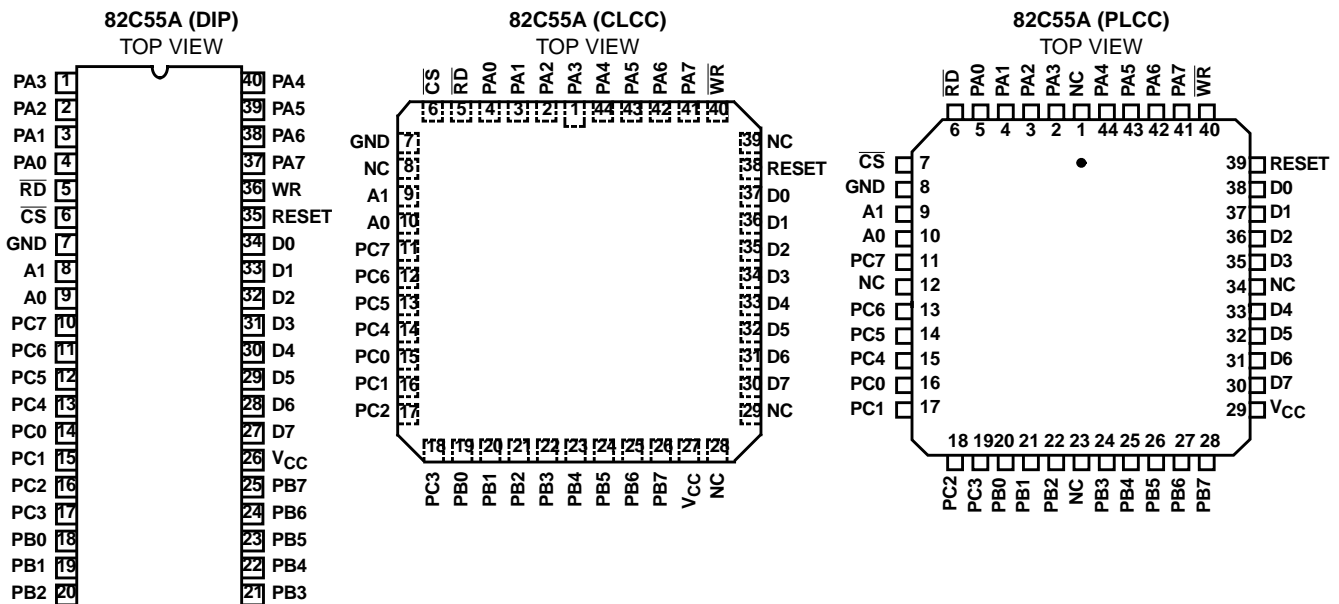 82C55A (DIP)
TOP VIEW
PA3 1 40 PA4
PA2 2 39 PA5
PA1 3 38 PA6
PA0 4 37 PA7
RD 5 36 WR
CS 6 35 RESET
GND 7 34 D0
A1 8 33 D1
A0 9 32 D2
PC7 10 31 D3
PC6 11 30 D4
PC5 12 29 D5
PC4 13 28 D6
PC0 14 27 D7
PC1 15 26 VCC
PC2 16 25 PB7
PC3 17 24 PB6
PB0 18 23 PB5
PB1 19 22 PB4
PB2 20 21 PB3
82C55A (CLCC)
TOP VIEW
CS RD PA0 PA1 PA2 PA3 PA4 PA5 PA6 PA7 WR
6 5 4 3 2 1 44 43 42 41 40
GND 7 39 NC
NC 8 38 RESET
A1 9 37 D0
A0 10 36 D1
PC7 11 35 D2
PC6 12 34 D3
PC5 13 33 D4
PC4 14 32 D5
PC0 15 31 D6
PC1 16 30 D7
PC2 17 29 NC
18 19 20 21 22 23 24 25 26 27 28
PC3 PB0 PB1 PB2 PB3 PB4 PB5 PB6 PB7 VCC NC
82C55A (PLCC)
TOP VIEW
RD PA0 PA1 PA2 PA3 NC PA4 PA5 PA6 PA7 WR
6 5 4 3 2 1 44 43 42 41 40
CS 7 39 RESET
GND 8 38 D0
A1 9 37 D1
A0 10 36 D2
PC7 11 35 D3
NC 12 34 NC
PC6 13 33 D4
PC5 14 32 D5
PC4 15 31 D6
PC0 16 30 D7
PC1 17 29 VCC
18 19 20 21 22 23 24 25 26 27 28
PC2 PC3 PB0 PB1 PB2 NC PB3 PB4 PB5 PB6 PB7